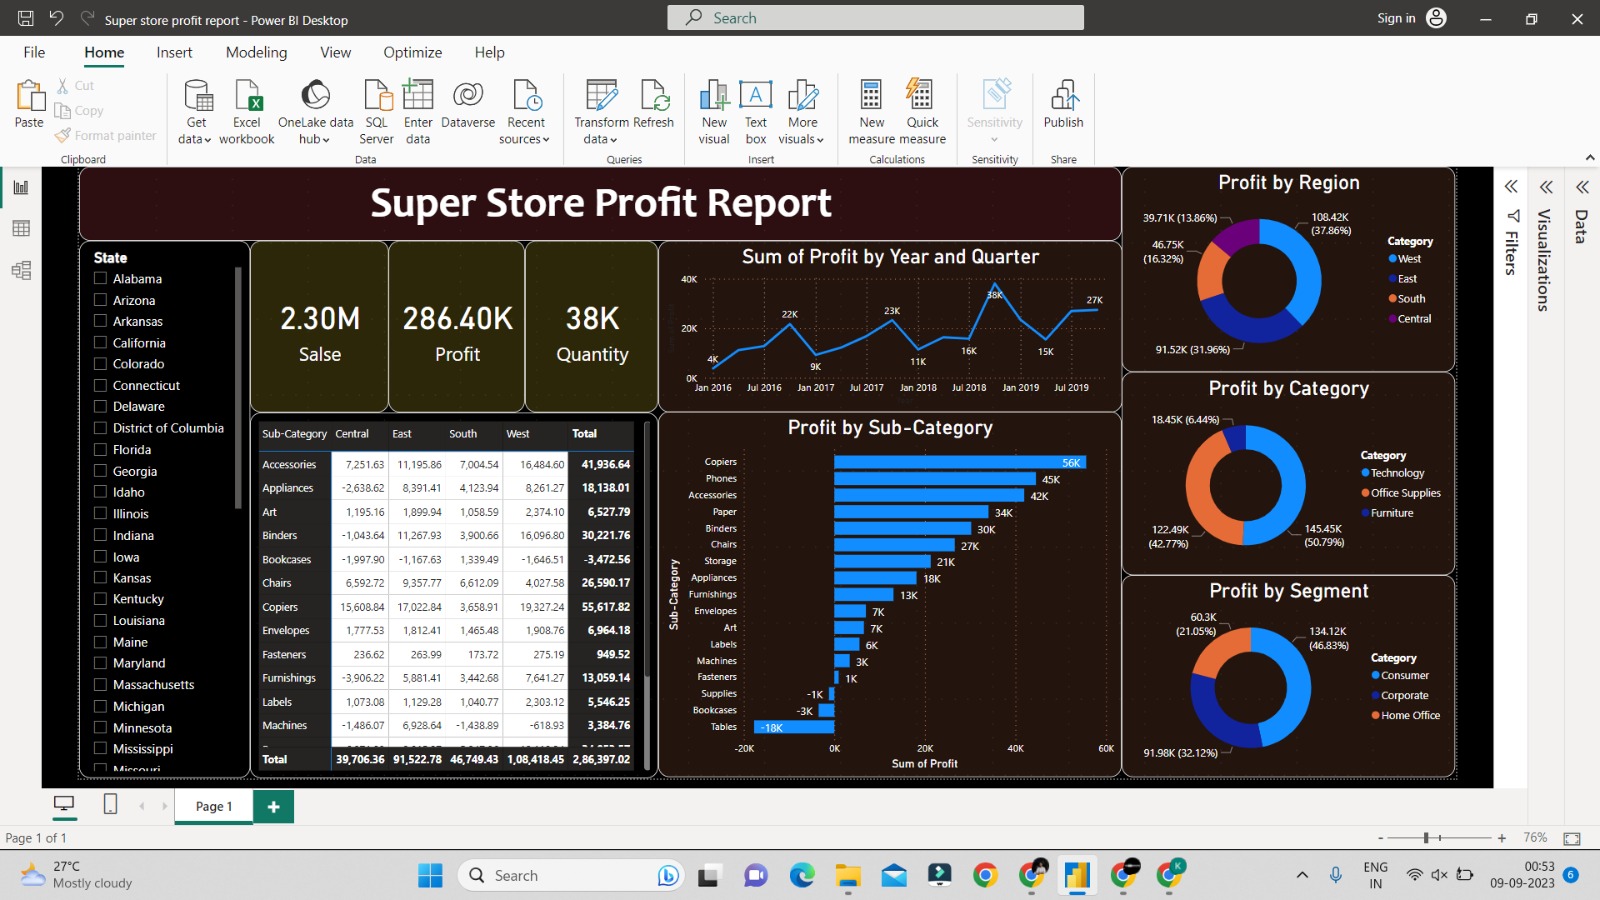 Super store profit report - Power BI Desktop
Search
Sign in
File Home Insert Modeling View Optimize Help
Paste
Cut
Copy
Format painter
Clipboard
Get data
Excel workbook
OneLake data hub
SQL Server
Enter data
Dataverse
Recent sources
Data
Transform data
Refresh
Queries
New visual
Text box
More visuals
Insert
New measure
Quick measure
Calculations
Sensitivity
Sensitivity
Publish
Share
Super Store Profit Report
State
Alabama
Arizona
Arkansas
California
Colorado
Connecticut
Delaware
District of Columbia
Florida
Georgia
Idaho
Illinois
Indiana
Iowa
Kansas
Kentucky
Louisiana
Maine
Maryland
Massachusetts
Michigan
Minnesota
Mississippi
Missouri
2.30M
Salse
286.40K
Profit
38K
Quantity
Sub-Category Central East South West Total
Accessories 7,251.63 11,195.86 7,004.54 16,484.60 41,936.64
Appliances -2,638.62 8,391.41 4,123.94 8,261.27 18,138.01
Art 1,195.16 1,899.94 1,058.59 2,374.10 6,527.79
Binders -1,043.64 11,267.93 3,900.66 16,096.80 30,221.76
Bookcases -1,997.90 -1,167.63 1,339.49 -1,646.51 -3,472.56
Chairs 6,592.72 9,357.77 6,612.09 4,027.58 26,590.17
Copiers 15,608.84 17,022.84 3,658.91 19,327.24 55,617.82
Envelopes 1,777.53 1,812.41 1,465.48 1,908.76 6,964.18
Fasteners 236.62 263.99 173.72 275.19 949.52
Furnishings -3,906.22 5,881.41 3,442.68 7,641.27 13,059.14
Labels 1,073.08 1,129.28 1,040.77 2,303.12 5,546.25
Machines -1,486.07 6,928.64 -1,438.89 -618.93 3,384.76
Total 39,706.36 91,522.78 46,749.43 1,08,418.45 2,86,397.02
Sum of Profit by Year and Quarter
40K
20K
0K
4K
22K
9K
23K
11K
16K
38K
15K
27K
Jan 2016 Jul 2016 Jan 2017 Jul 2017 Jan 2018 Jul 2018 Jan 2019 Jul 2019
Profit by Sub-Category
Sub-Category
Copiers 56K
Phones 45K
Accessories 42K
Paper 34K
Binders 30K
Chairs 27K
Storage 21K
Appliances 18K
Furnishings 13K
Envelopes 7K
Art 7K
Labels 6K
Machines 3K
Fasteners 1K
Supplies -1K
Bookcases -3K
Tables -18K
-20K 0K 20K 40K 60K
Sum of Profit
Profit by Region
39.71K (13.86%)
108.42K (37.86%)
46.75K (16.32%)
91.52K (31.96%)
Category
West
East
South
Central
Profit by Category
18.45K (6.44%)
122.49K (42.77%)
145.45K (50.79%)
Category
Technology
Office Supplies
Furniture
Profit by Segment
60.3K (21.05%)
134.12K (46.83%)
91.98K (32.12%)
Category
Consumer
Corporate
Home Office
Filters
Visualizations
Data
Page 1
Page 1 of 1
76%
27°C
Mostly cloudy
Search
ENG
IN
00:53
09-09-2023
6
K